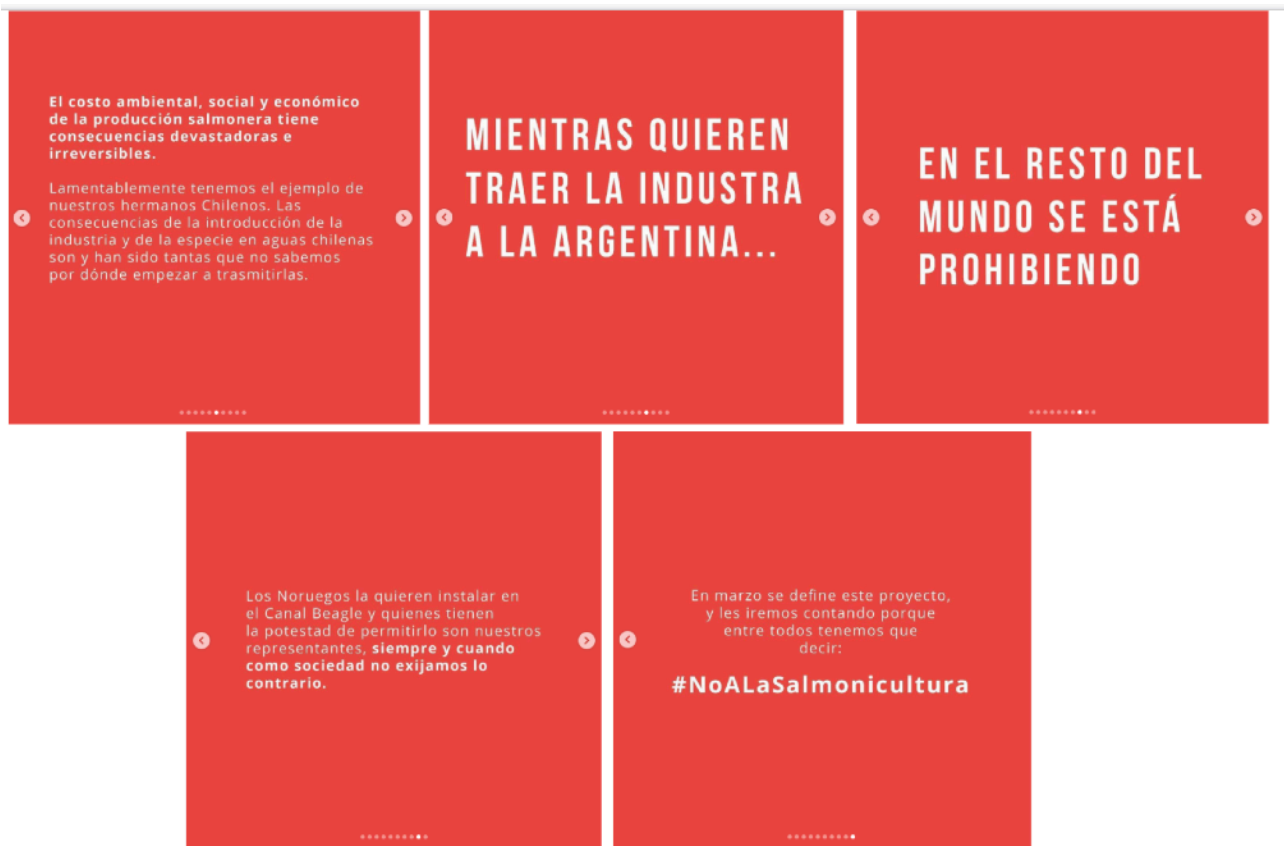 El costo ambiental, social y económico
de la producción salmonera tiene
consecuencias devastadoras e
irreversibles.
Lamentablemente tenemos el ejemplo de
nuestros hermanos Chilenos. Las
consecuencias de la introducción de la
industria y de la especie en aguas chilenas
son y han sido tantas que no sabemos
por dónde empezar a trasmitirlas.
MIENTRAS QUIEREN
TRAER LA INDUSTRA
A LA ARGENTINA...
EN EL RESTO DEL
MUNDO SE ESTÁ
PROHIBIENDO
Los Noruegos la quieren instalar en
el Canal Beagle y quienes tienen
la potestad de permitirlo son nuestros
representantes, siempre y cuando
como sociedad no exijamos lo
contrario.
En marzo se define este proyecto,
y les iremos contando porque
entre todos tenemos que
decir:
#NoALaSalmonicultura